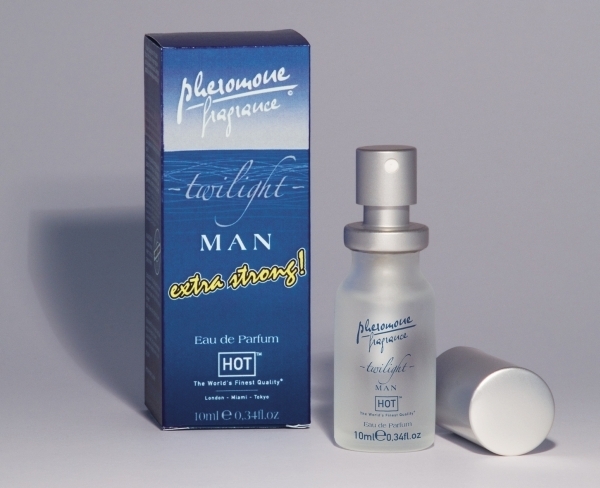 pheromone
fragrance©
-twilight-
MAN
extra strong!
Eau de Parfum
HOT™
The World's Finest Quality®
London - Miami - Tokyo
10ml℮0.34fl.oz
pheromone
fragrance
-twilight-
MAN
HOT
The World's Finest Quality®
Eau de Parfum
10ml℮0.34fl.oz